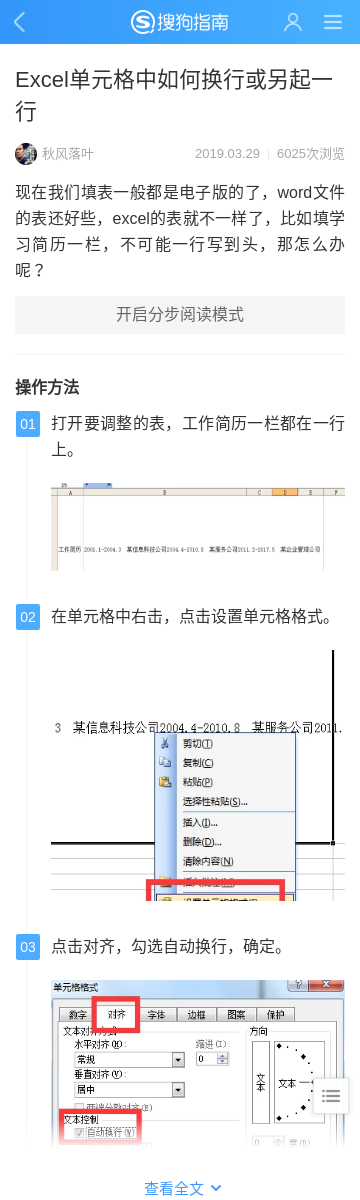 搜狗指南
Excel单元格中如何换行或另起一
行
秋风落叶
2019.03.29
6025次浏览
现在我们填表一般都是电子版的了，word文件
的表还好些，excel的表就不一样了，比如填学
习简历一栏，不可能一行写到头，那怎么办
呢？
开启分步阅读模式
操作方法
01
打开要调整的表，工作简历一栏都在一行
上。
A B C D E F
工作简历 2001.1-2004.3 某信息科技公司2004.4-2010.8 某服务公司2011.2-2017.5 某企业管理公司
02
在单元格中右击，点击设置单元格格式。
3 某信息科技公司2004.4-2010.8 某服务公司2011.
剪切(T)
复制(C)
粘贴(P)
选择性粘贴(S)...
插入(I)...
删除(D)...
清除内容(N)
03
点击对齐，勾选自动换行，确定。
单元格格式
数字 对齐 字体 边框 图案 保护
文本对齐方式
方向
水平对齐(H):
缩进(I):
常规
0
垂直对齐(V):
居中
文本
文本
两端分散对齐(E)
文本控制
自动换行(W)
0 度(D)
查看全文